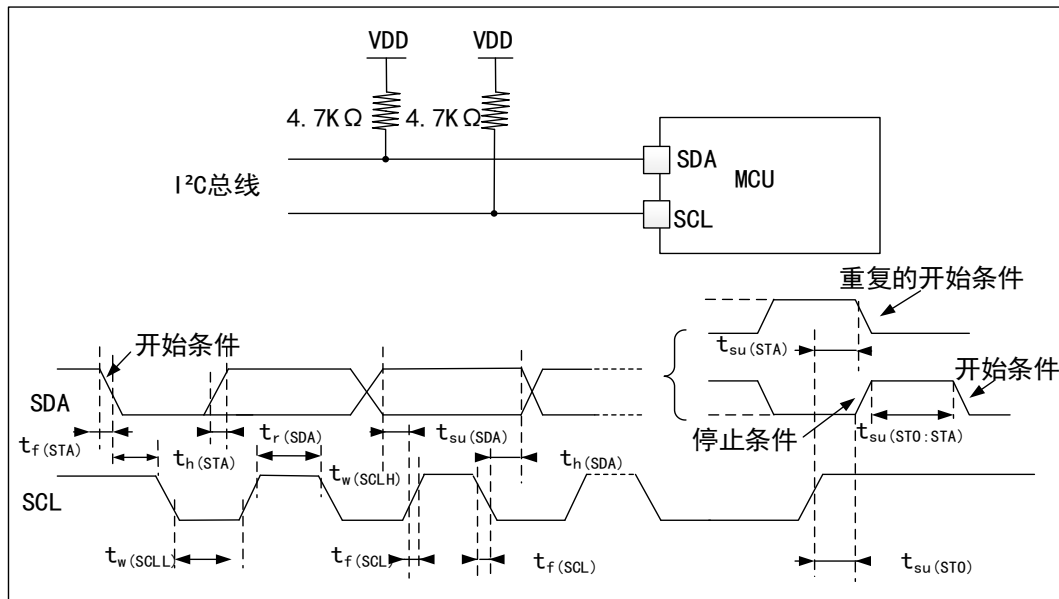 VDD VDD
4.7KΩ 4.7KΩ
SDA
MCU
I²C总线
SCL
重复的开始条件
开始条件
t su(STA)
开始条件
SDA
停止条件
t f(STA)
t r(SDA)
t su(SDA)
t su(STO:STA)
t h(STA)
t w(SCLH)
t h(SDA)
SCL
t w(SCLL)
t f(SCL)
t f(SCL)
t su(STO)